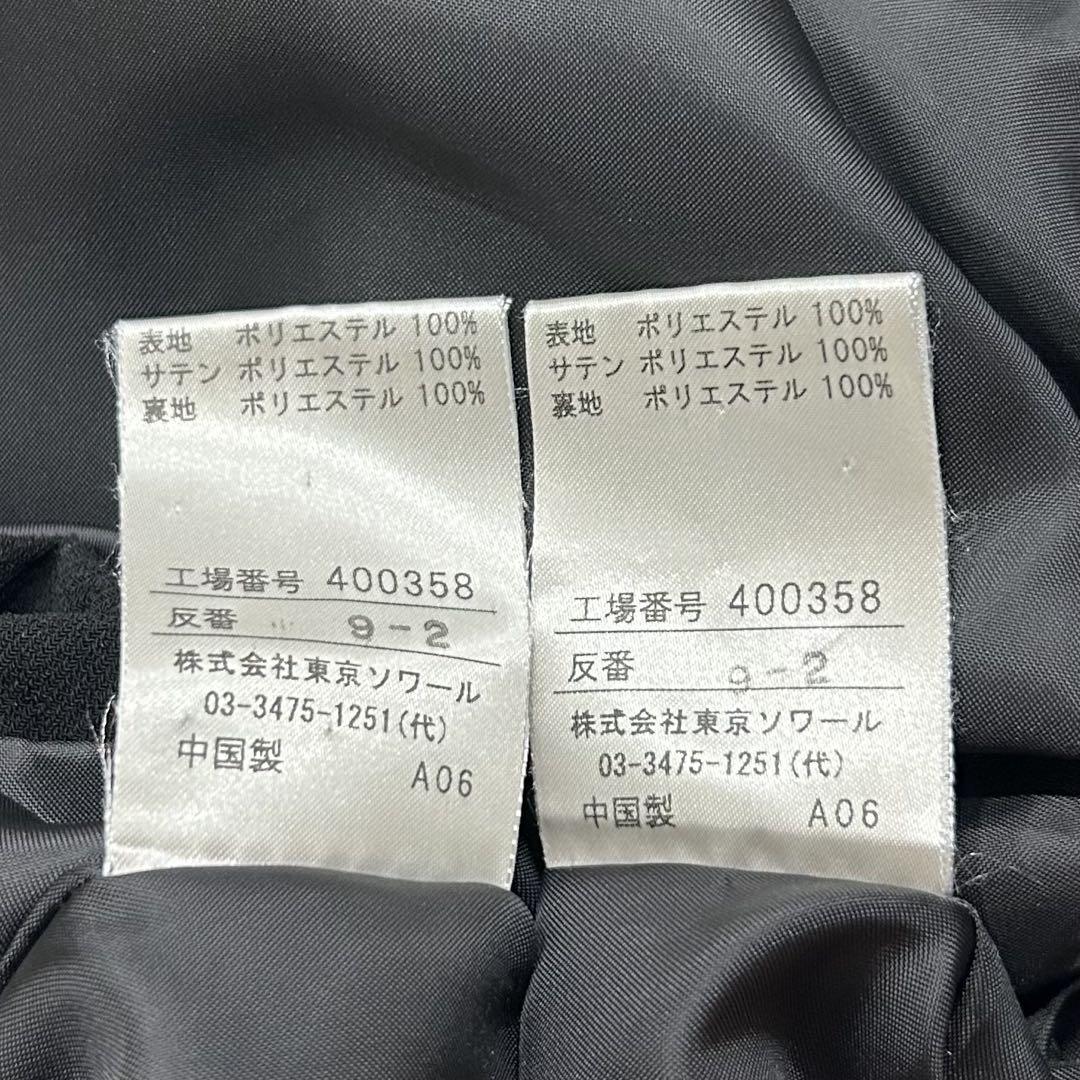 表地 ポリエステル 100%
サテン ポリエステル 100%
裏地 ポリエステル 100%
工場番号 400358
反番 9-2
株式会社東京ソワール
03-3475-1251(代)
中国製 A06
表地 ポリエステル 100%
サテン ポリエステル 100%
裏地 ポリエステル 100%
工場番号 400358
反番 9-2
株式会社東京ソワール
03-3475-1251(代)
中国製 A06